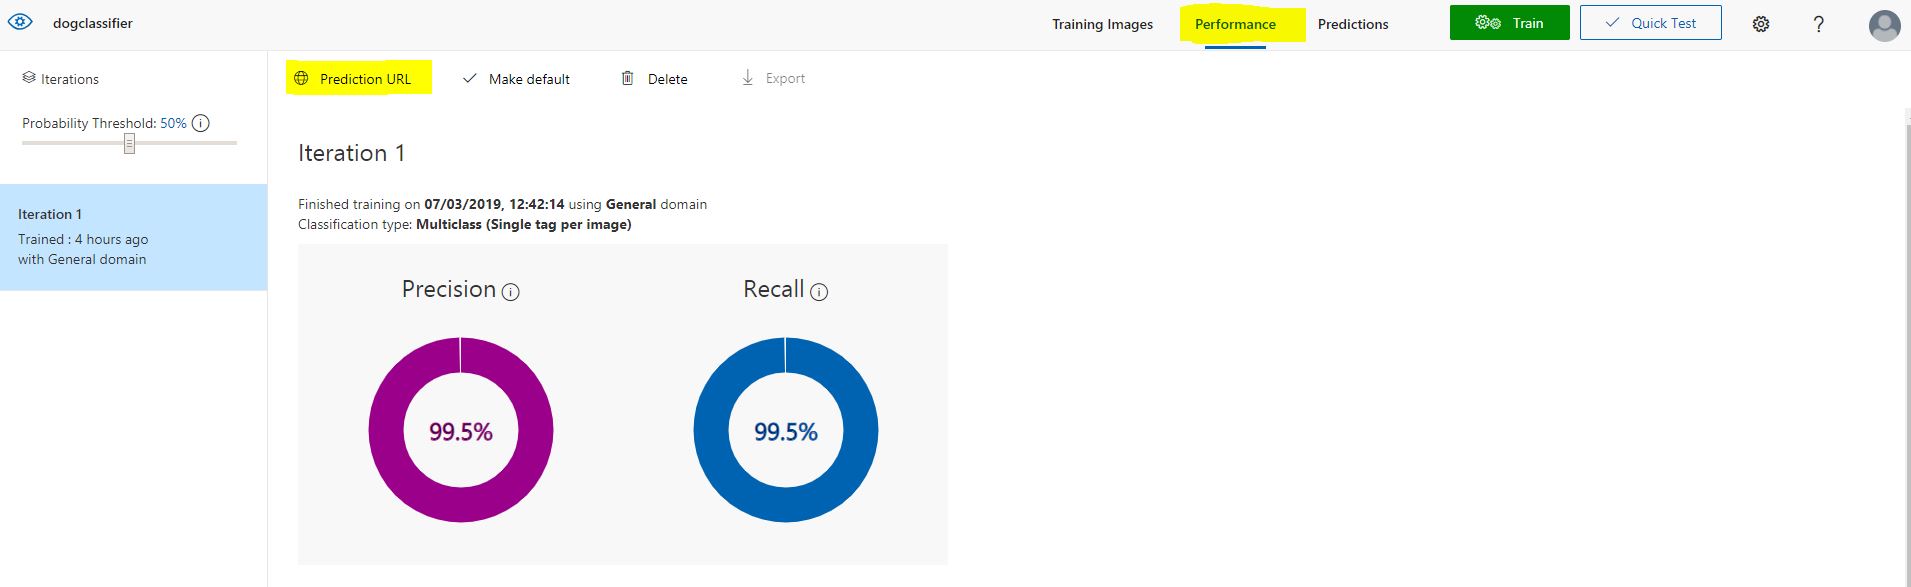 dogclassifier
Training Images
Performance
Predictions
Train
Quick Test
?
Iterations
Probability Threshold: 50%
Iteration 1
Trained : 4 hours ago
with General domain
Prediction URL
Make default
Delete
Export
Iteration 1
Finished training on 07/03/2019, 12:42:14 using General domain
Classification type: Multiclass (Single tag per image)
Precision
Recall
99.5%
99.5%